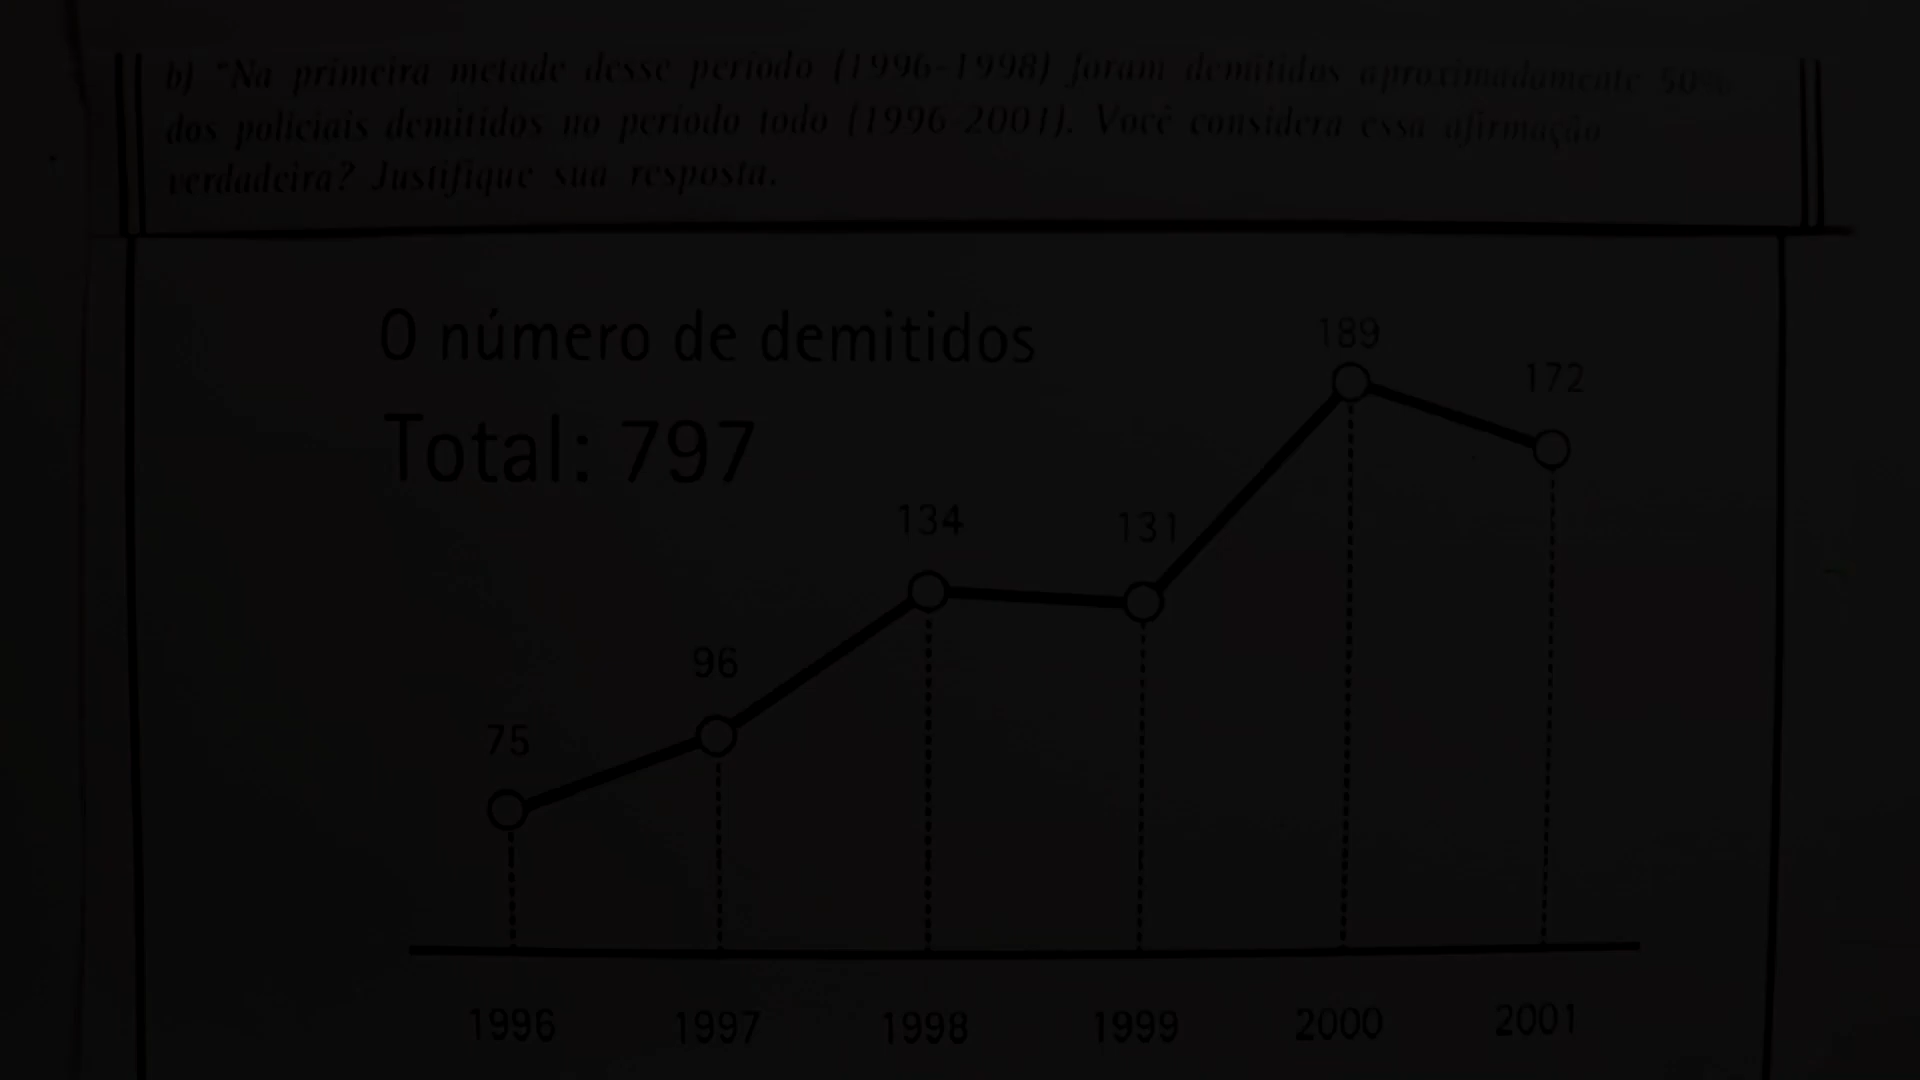 b) "Na primeira metade desse período (1996-1998) foram demitidos aproximadamente 50%
dos policiais demitidos no período todo (1996 2001). Você considera essa afirmação
verdadeira? Justifique sua resposta.
O número de demitidos
Total: 797
189
172
134
131
96
75
1996 1997 1998 1999 2000 2001